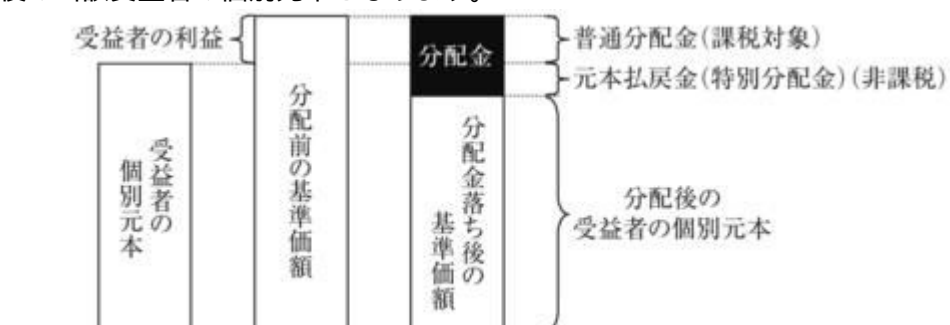 受益者の利益
分配金
普通分配金(課税対象)
元本払戻金(特別分配金)(非課税)
受益者の
個別元本
分配前の基準価額
分配金落ち後の
基準価額
分配後の
受益者の個別元本